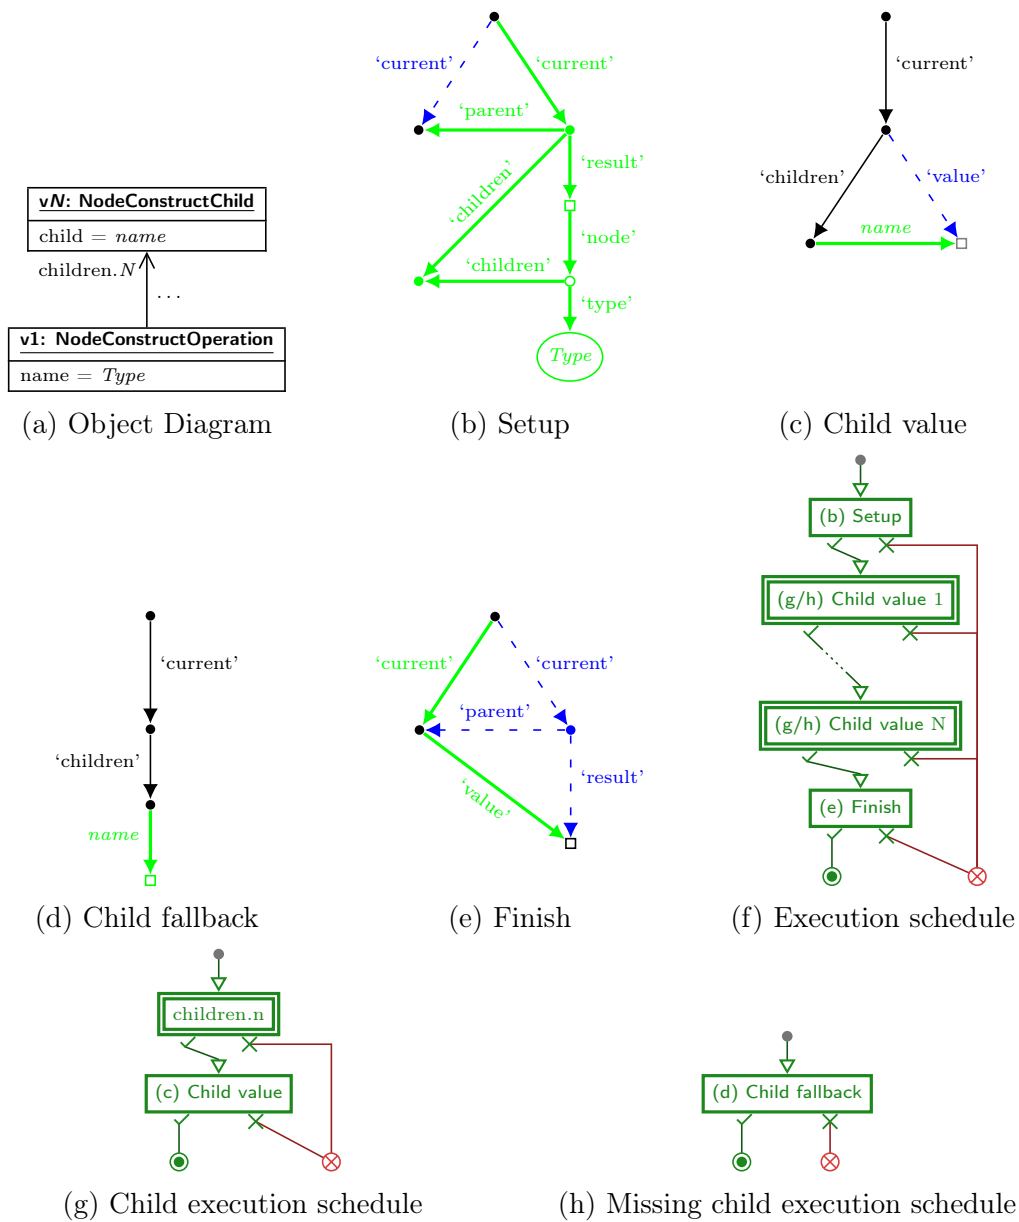 vN: NodeConstructChild
child = name
children.N
...
v1: NodeConstructOperation
name = Type
(a) Object Diagram
‘current’
‘current’
‘parent’
‘result’
‘children’
‘node’
‘children’
‘type’
Type
(b) Setup
‘current’
‘children’
‘value’
name
(c) Child value
‘current’
‘children’
name
(d) Child fallback
‘current’
‘current’
‘parent’
‘result’
‘value’
(e) Finish
(b) Setup
(g/h) Child value 1
(g/h) Child value N
(e) Finish
(f) Execution schedule
children.n
(c) Child value
(g) Child execution schedule
(d) Child fallback
(h) Missing child execution schedule